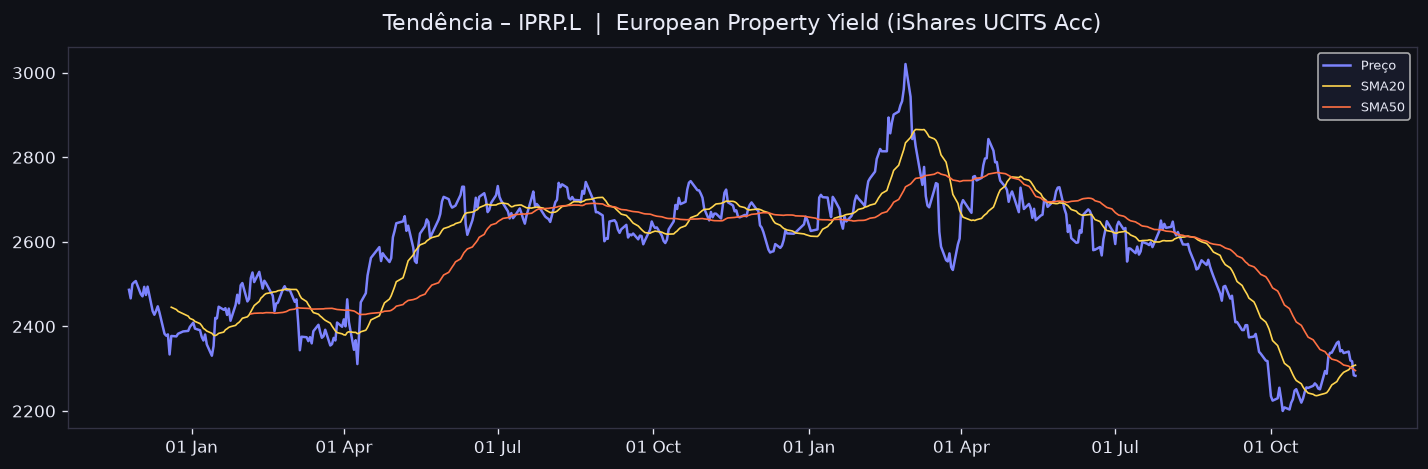 Tendência – IPRP.L | European Property Yield (iShares UCITS Acc)
Preço
SMA20
SMA50
3000
2800
2600
2400
2200
01 Jan 01 Apr 01 Jul 01 Oct 01 Jan 01 Apr 01 Jul 01 Oct